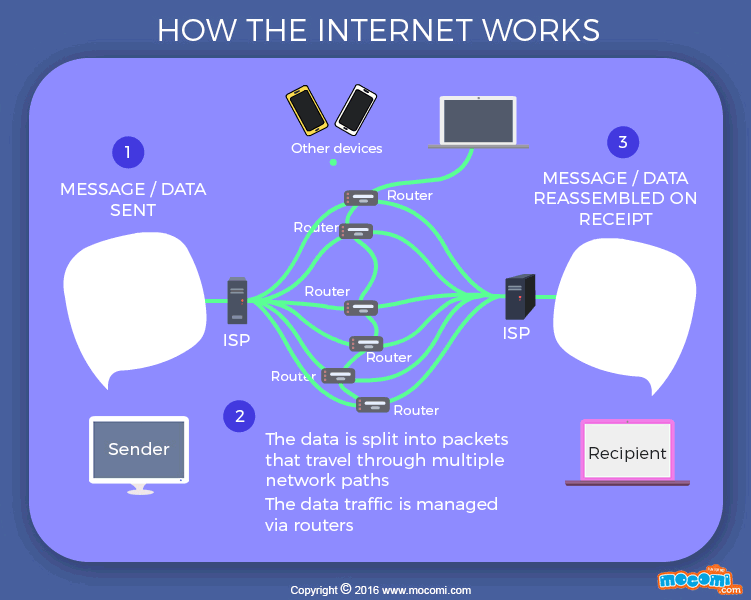 HOW THE INTERNET WORKS
1
MESSAGE / DATA
SENT
Other devices
3
MESSAGE / DATA
REASSEMBLED ON
RECEIPT
Router
Router
Router
Router
Router
Router
ISP
ISP
Sender
2
The data is split into packets
that travel through multiple
network paths
The data traffic is managed
via routers
Recipient
Copyright © 2016 www.mocomi.com
mocomi
.com